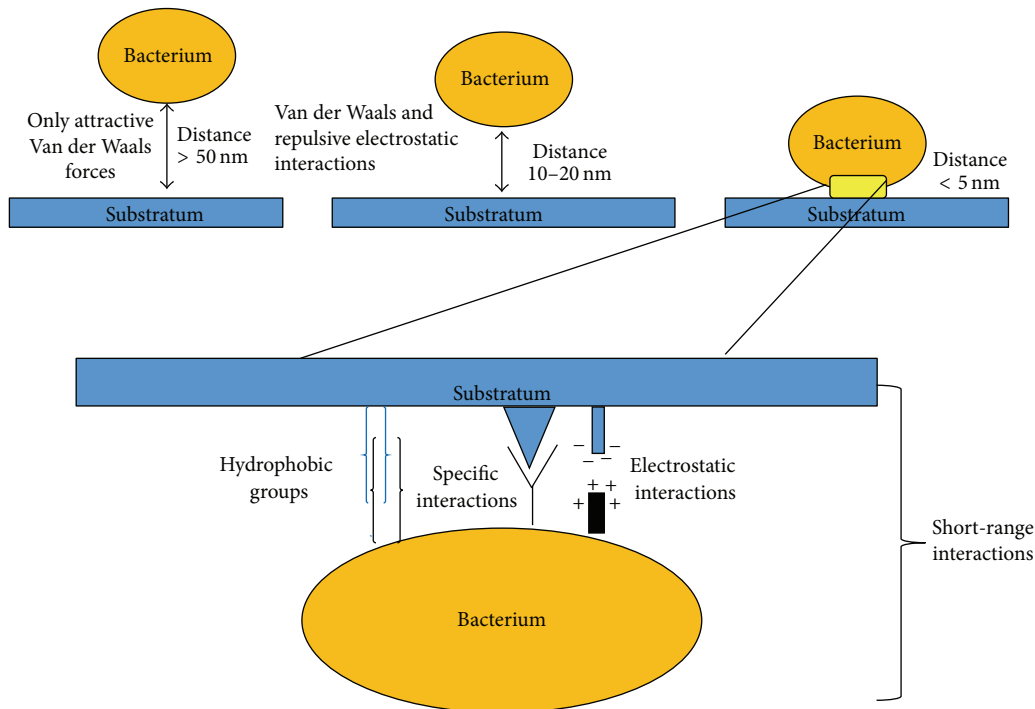 Bacterium
Only attractive
Van der Waals
forces
Distance
> 50 nm
Substratum
Bacterium
Van der Waals and
repulsive electrostatic
interactions
Distance
10–20 nm
Substratum
Bacterium
Distance
< 5 nm
Substratum
Substratum
Hydrophobic
groups
Specific
interactions
− − − −
+ + + +
Electrostatic
interactions
Short-range
interactions
Bacterium